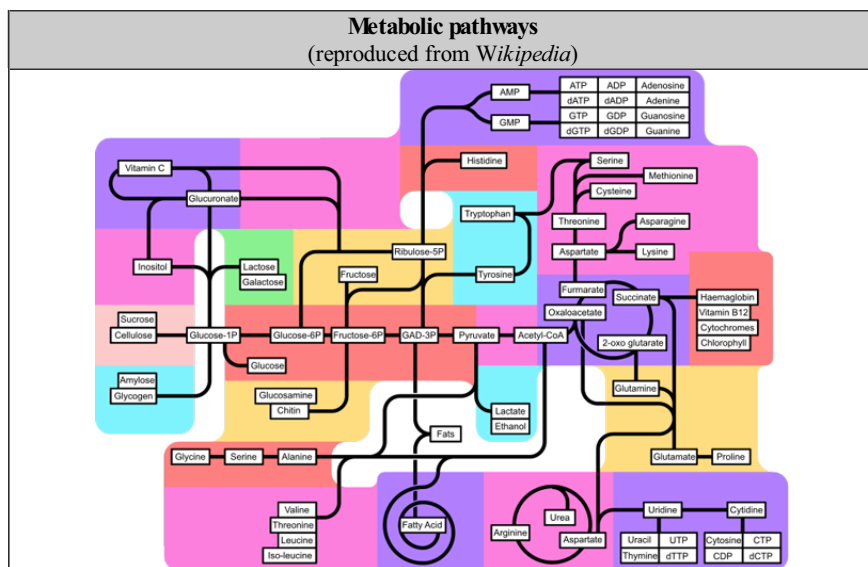 Metabolic pathways
(reproduced from Wikipedia)
AMP
ATP ADP Adenosine
dATP dADP Adenine
GMP
GTP GDP Guanosine
dGTP dGDP Guanine
Vitamin C
Histidine
Serine
Methionine
Cysteine
Glucuronate
Tryptophan
Threonine
Asparagine
Inositol
Lactose
Galactose
Ribulose-5P
Fructose
Tyrosine
Aspartate
Lysine
Furmarate
Succinate
Haemaglobin
Vitamin B12
Cytochromes
Chlorophyll
Oxaloacetate
Sucrose
Cellulose
Glucose-1P
Glucose-6P
Fructose-6P
GAD-3P
Pyruvate
Acetyl-CoA
2-oxo glutarate
Glucose
Amylose
Glycogen
Glucosamine
Chitin
Lactate
Ethanol
Glutamine
Fats
Glycine
Serine
Alanine
Glutamate
Proline
Valine
Threonine
Leucine
Iso-leucine
Fatty Acid
Arginine
Urea
Aspartate
Uridine
Cytidine
Uracil UTP
Thymine dTTP
Cytosine CTP
CDP dCTP